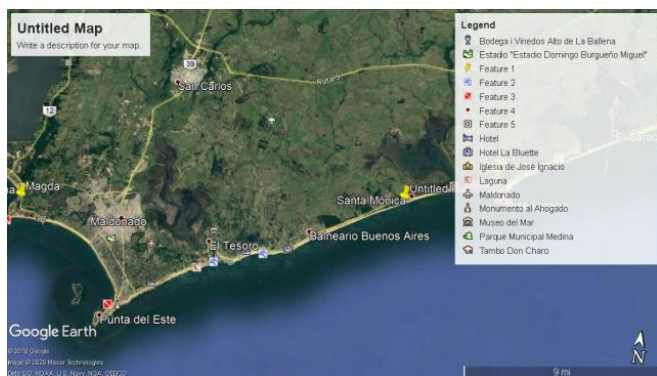 Untitled Map
Write a description for your map.
Legend
Bodega i Vinedos Alto de La Ballena
Estadio "Estadio Domingo Burgueño Miguel"
Feature 1
Feature 2
Feature 3
Feature 4
Feature 5
Hotel
Hotel La Bluette
Iglesia de José Ignacio
Laguna
Maldonado
Monumento al Ahogado
Museo del Mar
Parque Municipal Medina
Tambo Don Charo
39
San Carlos
Ruta 9
12
Magda
Santa Monica
Untitled
Maldonado
Balneario Buenos Aires
El Tesoro
Punta del Este
Google Earth
©2018 Google
Image © 2020 Maxar Technologies
Data SIO, NOAA, U.S. Navy, NGA, GEBCO
N
9 mi